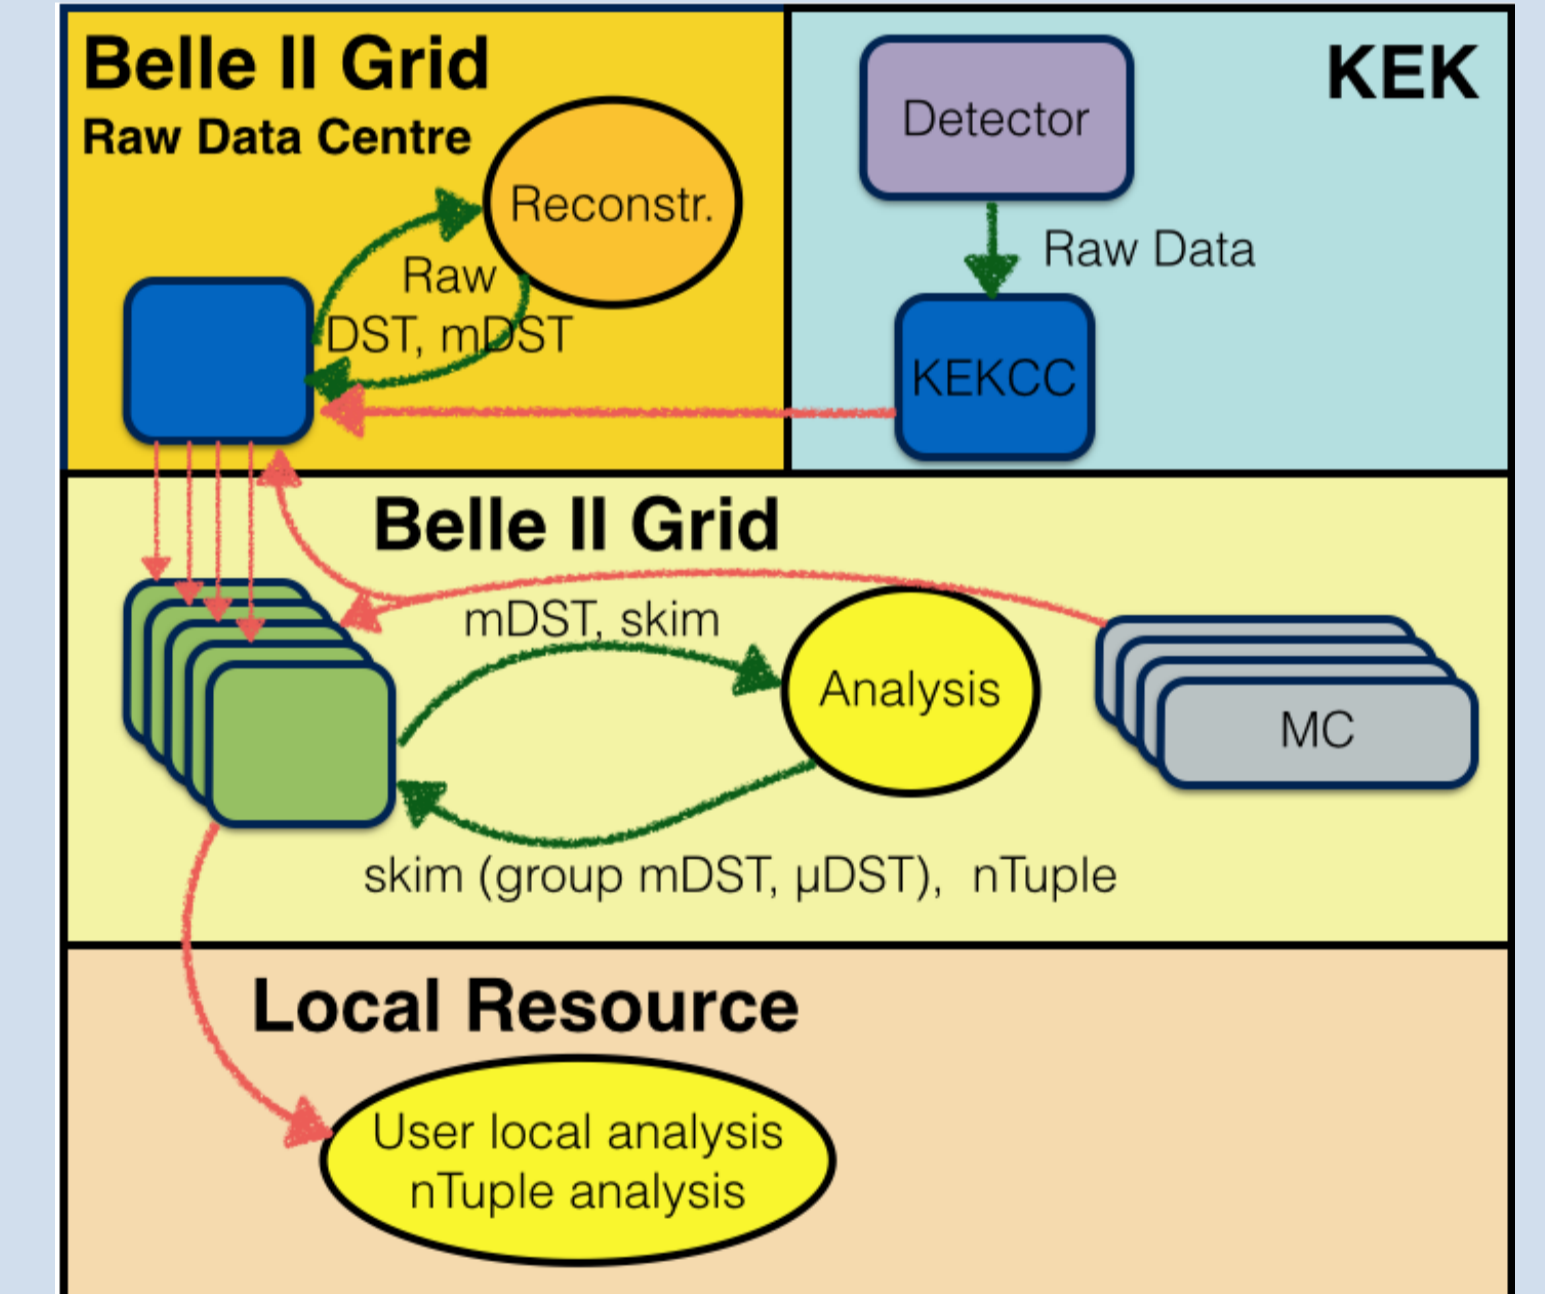 Belle II Grid
Raw Data Centre
Reconstr.
Raw
DST, mDST
KEK
Detector
Raw Data
KEKCC
Belle II Grid
mDST, skim
Analysis
MC
skim (group mDST, μDST),  nTuple
Local Resource
User local analysis
nTuple analysis